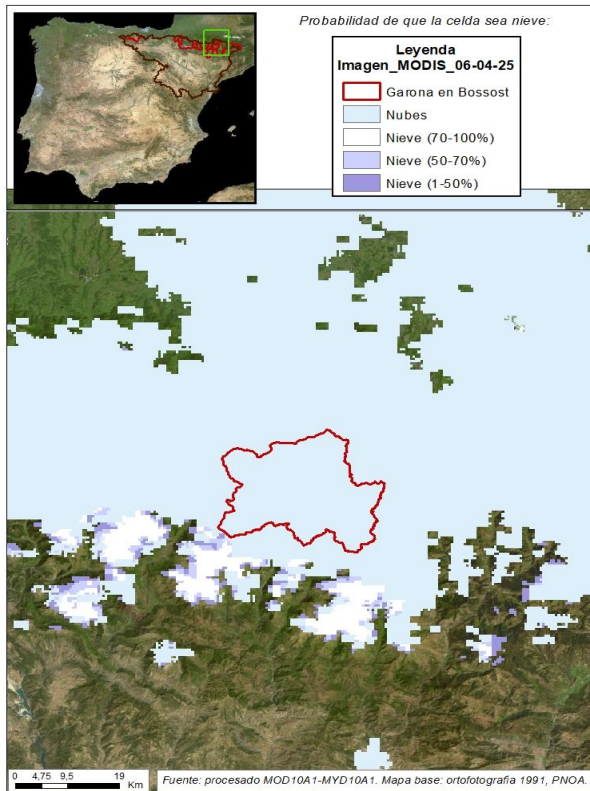 Probabilidad de que la celda sea nieve:
Leyenda
Imagen_MODIS_06-04-25
Garona en Bossost
Nubes
Nieve (70-100%)
Nieve (50-70%)
Nieve (1-50%)
0 4,75 9,5 19
Km
Fuente: procesado MOD10A1-MYD10A1. Mapa base: ortofotografia 1991, PNOA.